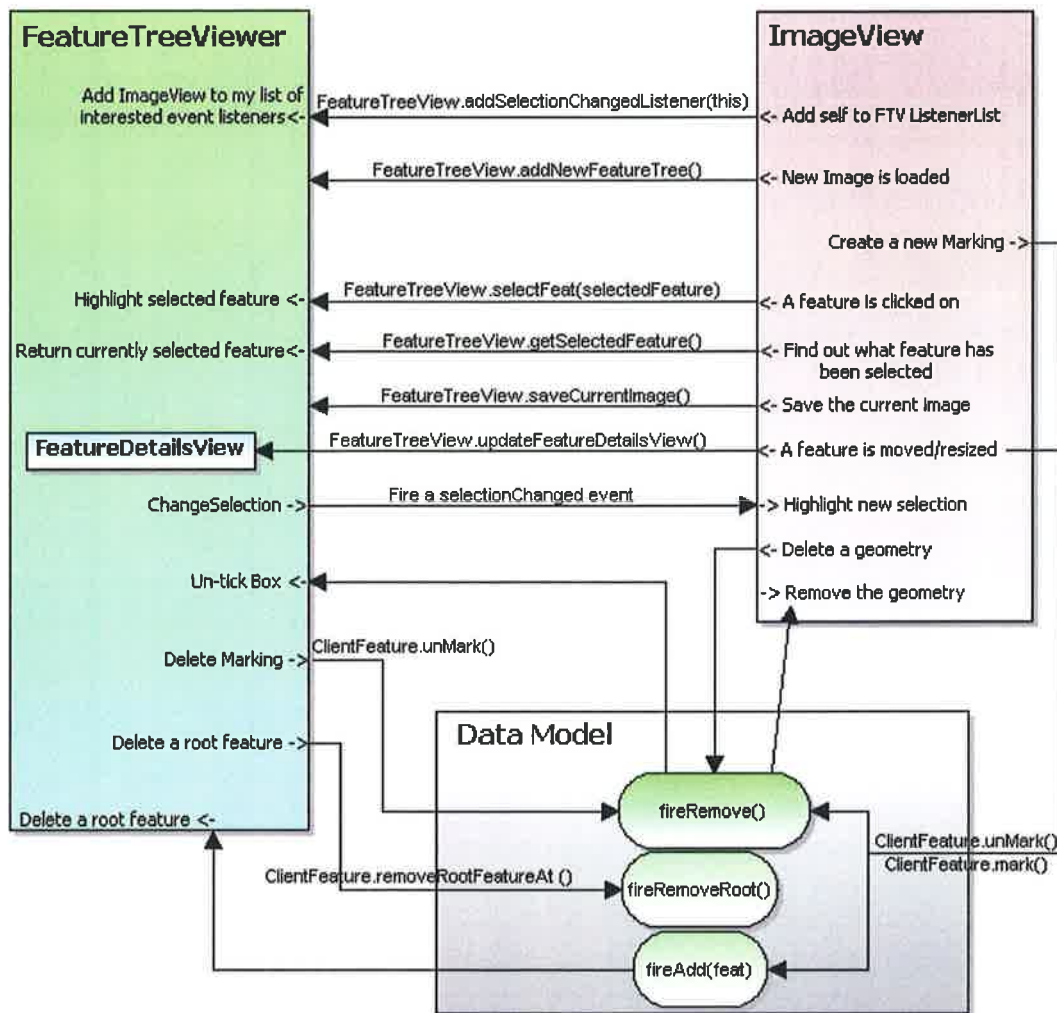 FeatureTreeViewer
ImageView
Add ImageView to my list of
interested event listeners<-
FeatureTreeView.addSelectionChangedListener(this)
<- Add self to FTV ListenerList
FeatureTreeView.addNewFeatureTree()
<- New Image is loaded
Create a new Marking ->
Highlight selected feature <-
FeatureTreeView.selectFeat(selectedFeature)
<- A feature is clicked on
Return currently selected feature<-
FeatureTreeView.getSelectedFeature()
<- Find out what feature has
been selected
FeatureTreeView.saveCurrentImage()
<- Save the current image
FeatureDetailsView
FeatureTreeView.updateFeatureDetailsView()
<- A feature is moved/resized
ChangeSelection ->
Fire a selectionChanged event
-> Highlight new selection
<- Delete a geometry
Un-tick Box <-
-> Remove the geometry
Delete Marking ->
ClientFeature.unMark()
Delete a root feature ->
Data Model
Delete a root feature <-
fireRemove()
ClientFeature.unMark()
ClientFeature.mark()
ClientFeature.removeRootFeatureAt ()
fireRemoveRoot()
fireAdd(feat)